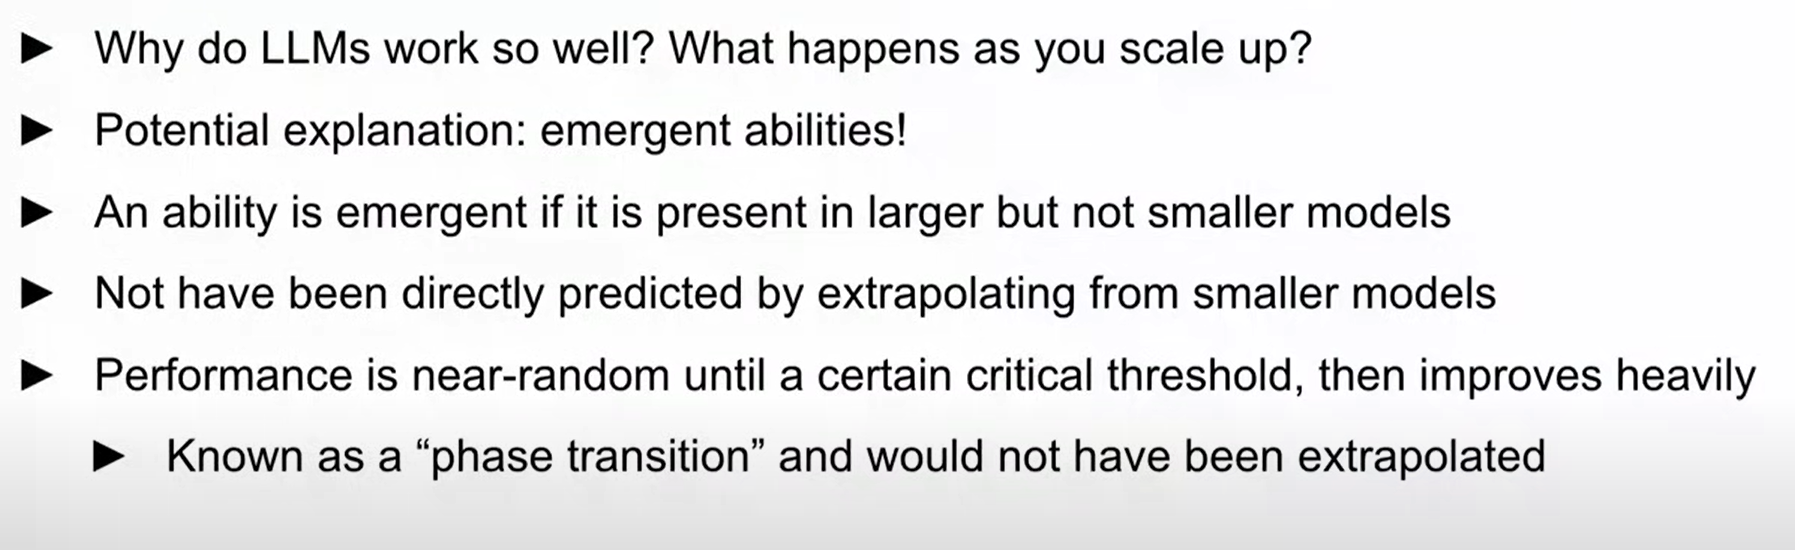 Why do LLMs work so well? What happens as you scale up?
Potential explanation: emergent abilities!
An ability is emergent if it is present in larger but not smaller models
Not have been directly predicted by extrapolating from smaller models
Performance is near-random until a certain critical threshold, then improves heavily
Known as a “phase transition” and would not have been extrapolated